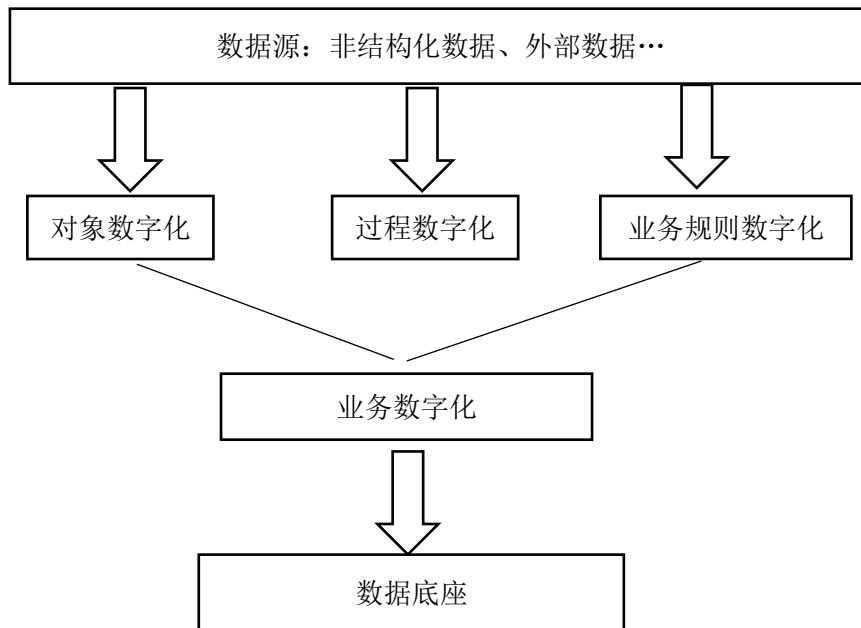 数据源：非结构化数据、外部数据…
对象数字化
过程数字化
业务规则数字化
业务数字化
数据底座